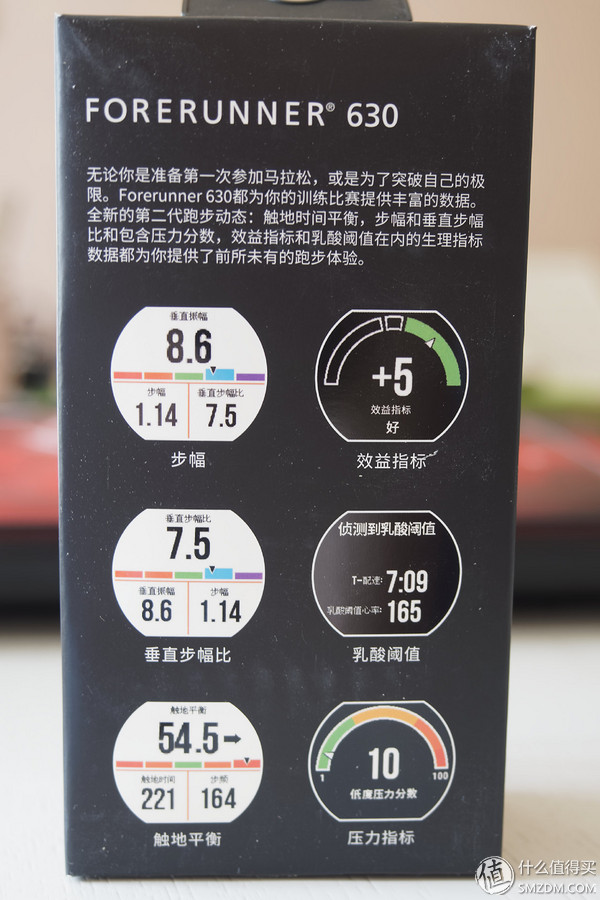 FORERUNNER® 630
无论你是准备第一次参加马拉松，或是为了突破自己的极
限。Forerunner 630都为你的训练比赛提供丰富的数据。
全新的第二代跑步动态：触地时间平衡，步幅和垂直步幅
比和包含压力分数，效益指标和乳酸阈值在内的生理指标
数据都为你提供了前所未有的跑步体验。
垂直振幅
8.6
步幅 垂直步幅比
1.14 7.5
步幅
+5
效益指标
好
效益指标
垂直步幅比
7.5
垂直振幅 步幅
8.6 1.14
垂直步幅比
侦测到乳酸阈值
T-配速: 7:09
乳酸阈值心率: 165
乳酸阈值
触地平衡
54.5→
触地时间 步频
221 164
触地平衡
1 100
10
低度压力分数
压力指标
值 什么值得买
SMZDM.COM